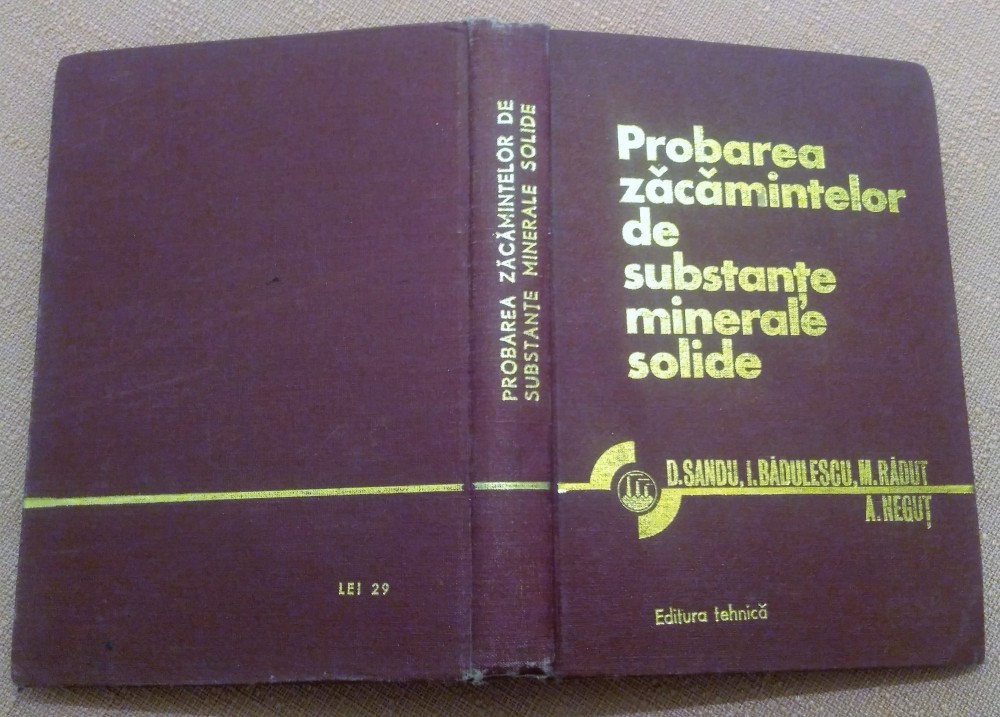 Probarea
zăcămintelor
de
substanțe
minerale
solide
D. SANDU, I. BĂDULESCU, M. RĂDUȚ
A. NEGUȚ
Editura tehnică
PROBAREA ZĂCĂMINTELOR DE
SUBSTANȚE MINERALE SOLIDE
LEI 29